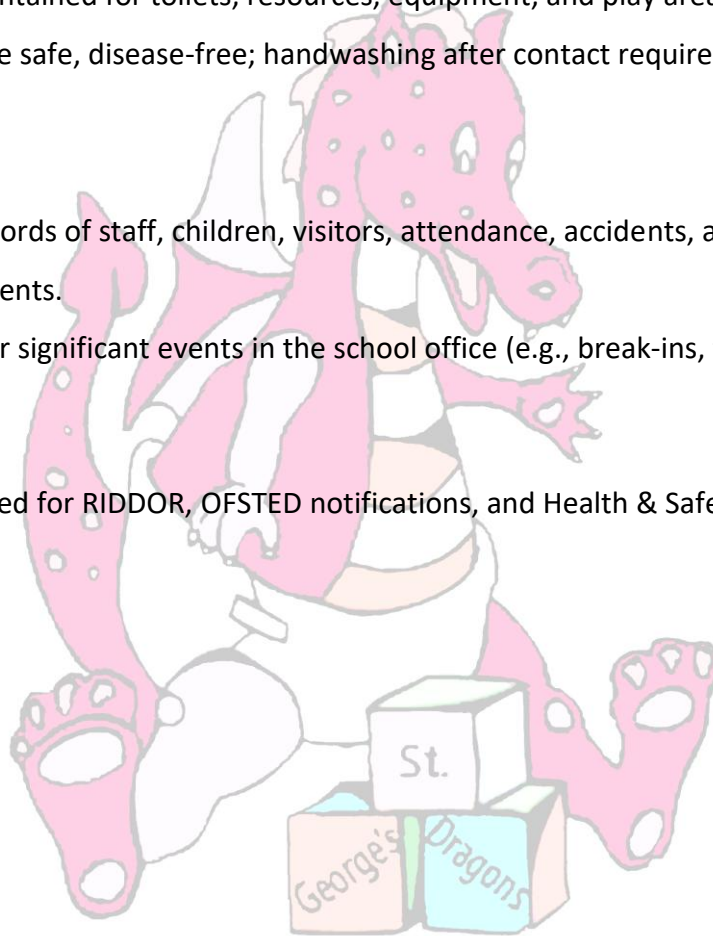 ntained for toilets, resources, equipment, and play area
e safe, disease-free; handwashing after contact require
ords of staff, children, visitors, attendance, accidents, a
ents.
r significant events in the school office (e.g., break-ins,
ed for RIDDOR, OFSTED notifications, and Health & Safe
St.
George's Dragons